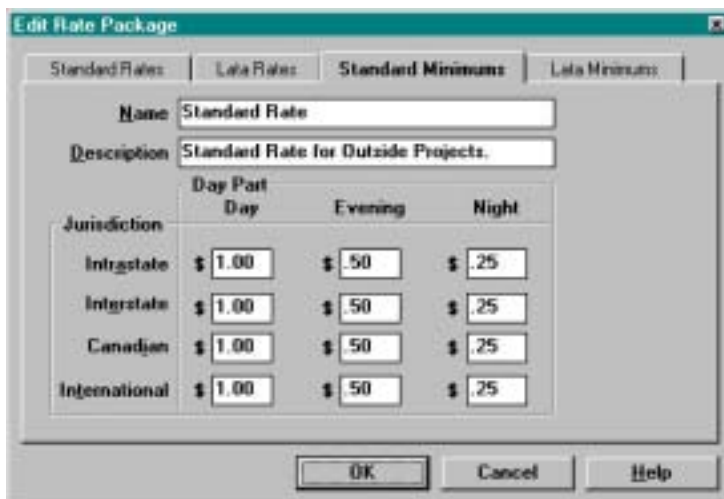 Edit Rate Package
Standard Rates Lata Rates Standard Minimums Lata Minimums
Name Standard Rate
Description Standard Rate for Outside Projects.
Day Part
Day Evening Night
Jurisdiction
Intrastate $ 1.00 $ .50 $ .25
Interstate $ 1.00 $ .50 $ .25
Canadian $ 1.00 $ .50 $ .25
International $ 1.00 $ .50 $ .25
OK Cancel Help